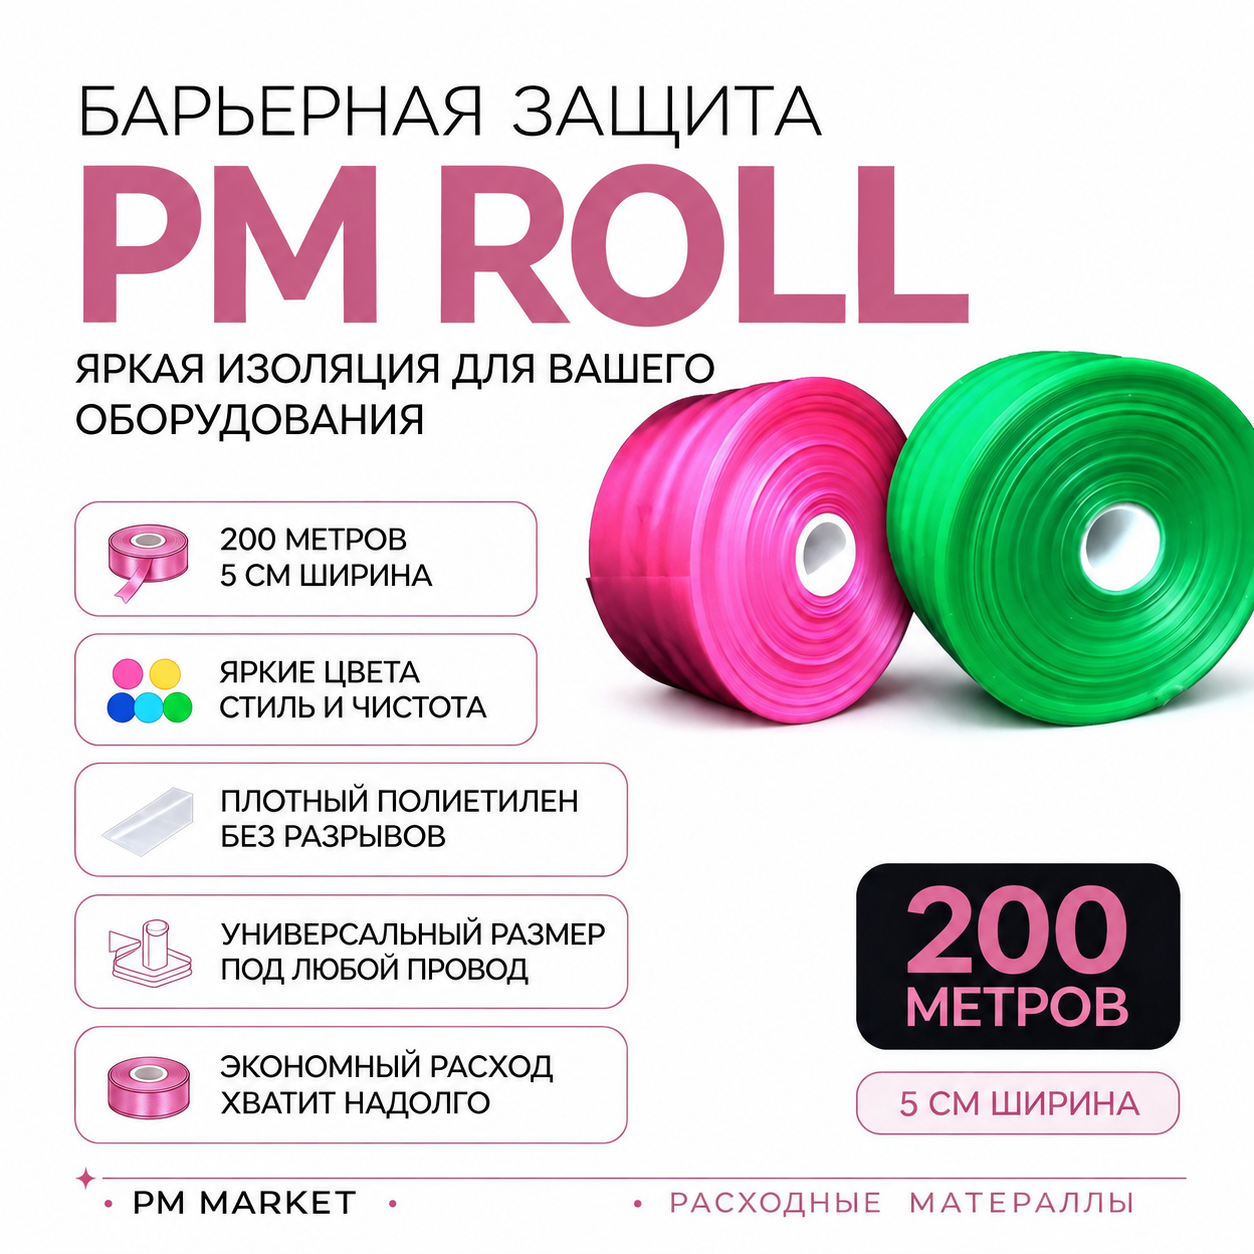 БАРЬЕРНАЯ ЗАЩИТА
PM ROLL
ЯРКАЯ ИЗОЛЯЦИЯ ДЛЯ ВАШЕГО
ОБОРУДОВАНИЯ
200 МЕТРОВ
5 СМ ШИРИНА
ЯРКИЕ ЦВЕТА
СТИЛЬ И ЧИСТОТА
ПЛОТНЫЙ ПОЛИЕТИЛЕН
БЕЗ РАЗРЫВОВ
УНИВЕРСАЛЬНЫЙ РАЗМЕР
ПОД ЛЮБОЙ ПРОВОД
ЭКОНОМНЫЙ РАСХОД
ХВАТИТ НАДОЛГО
200
МЕТРОВ
5 СМ ШИРИНА
• PM MARKET •
• РАСХОДНЫЕ МАТЕРАЛЛЫ